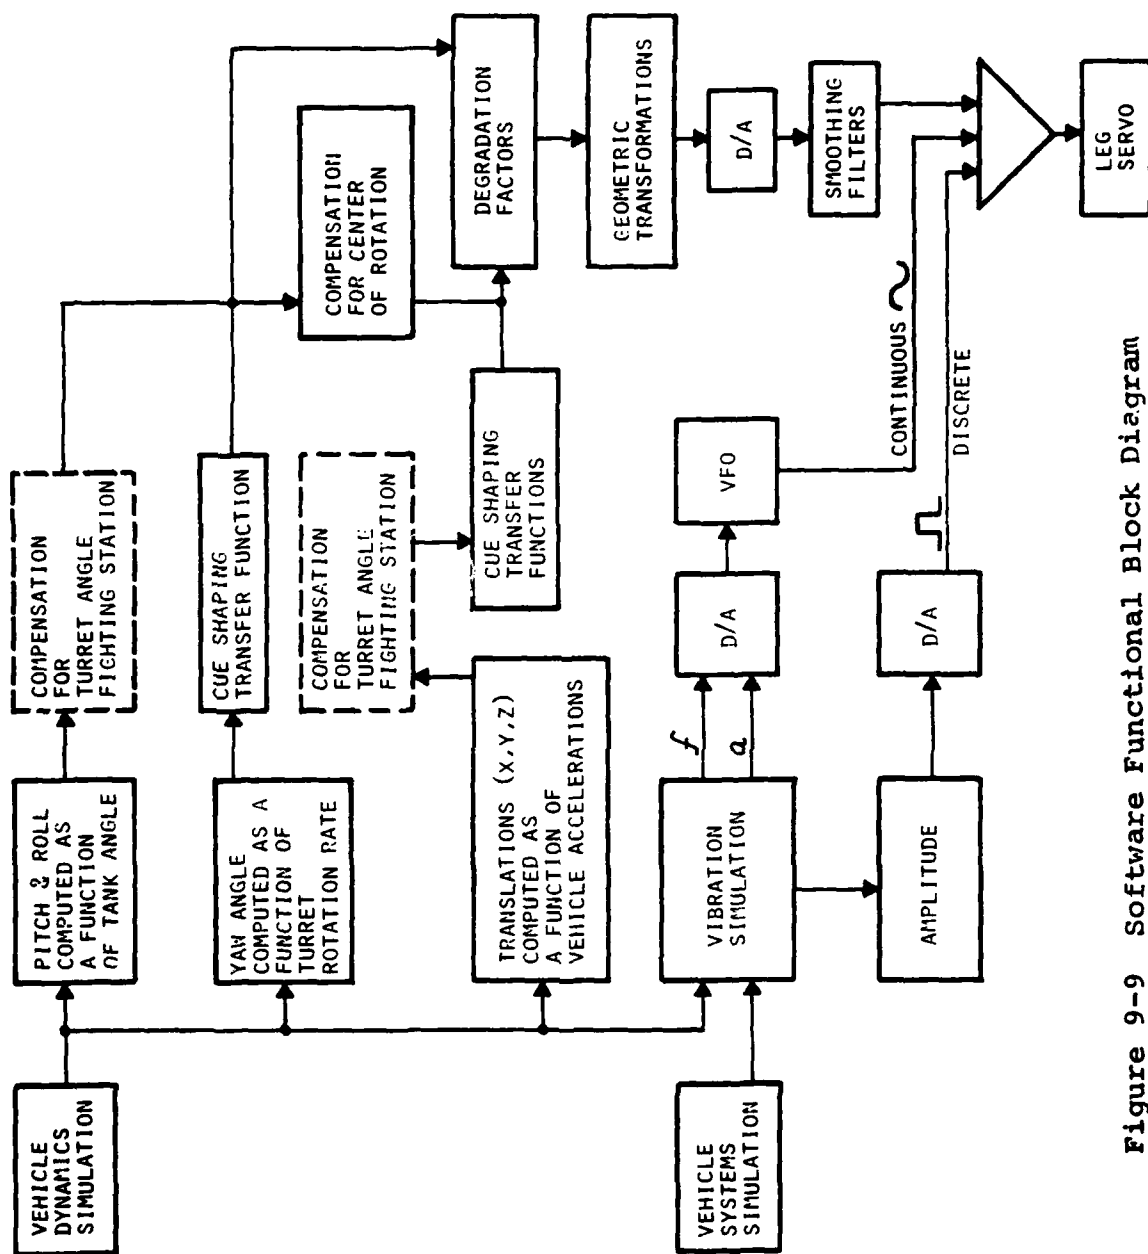 VEHICLE
DYNAMICS
SIMULATION
PITCH & ROLL
COMPUTED AS
A FUNCTION
OF TANK ANGLE
COMPENSATION
FOR
TURRET ANGLE
FIGHTING STATION
YAW ANGLE
COMPUTED AS A
FUNCTION OF
TURRET
ROTATION RATE
CUE SHAPING
TRANSFER FUNCTION
COMPENSATION
FOR CENTER
OF ROTATION
TRANSLATIONS (X,Y,Z)
COMPUTED AS
A FUNCTION OF
VEHICLE ACCELERATIONS
COMPENSATION
FOR
TURRET ANGLE
FIGHTING STATION
CUE SHAPING
TRANSFER
FUNCTIONS
DEGRADATION
FACTORS
GEOMETRIC
TRANSFORMATIONS
D/A
SMOOTHING
FILTERS
VEHICLE
SYSTEMS
SIMULATION
VIBRATION
SIMULATION
f
a
D/A
VFO
CONTINUOUS
AMPLITUDE
D/A
DISCRETE
LEG
SERVO
Figure 9-9 Software Functional Block Diagram